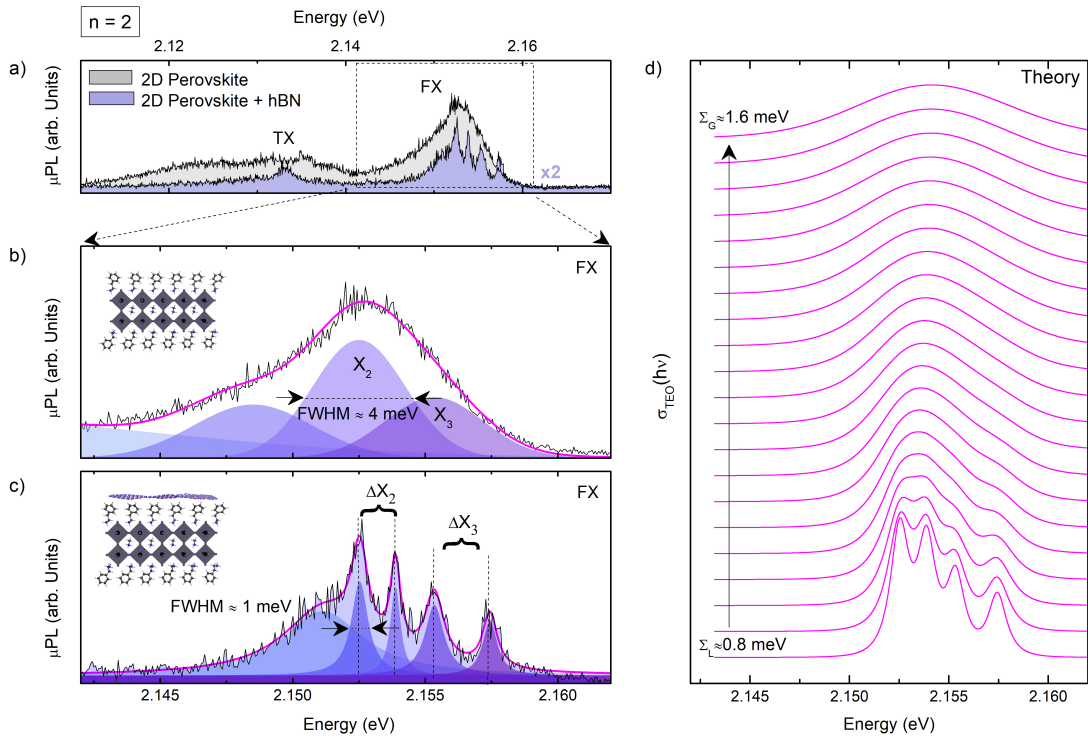 n = 2
Energy (eV)
2.12 2.14 2.16
a)
μPL (arb. Units)
2D Perovskite
2D Perovskite + hBN
TX
FX
x2
b)
μPL (arb. Units)
FX
X2
FWHM ≈ 4 meV
X3
c)
μPL (arb. Units)
FX
ΔX2
ΔX3
FWHM ≈ 1 meV
2.145 2.150 2.155 2.160
Energy (eV)
d)
Theory
σTEO(hν)
ΣG≈1.6 meV
ΣL≈0.8 meV
2.145 2.150 2.155 2.160
Energy (eV)